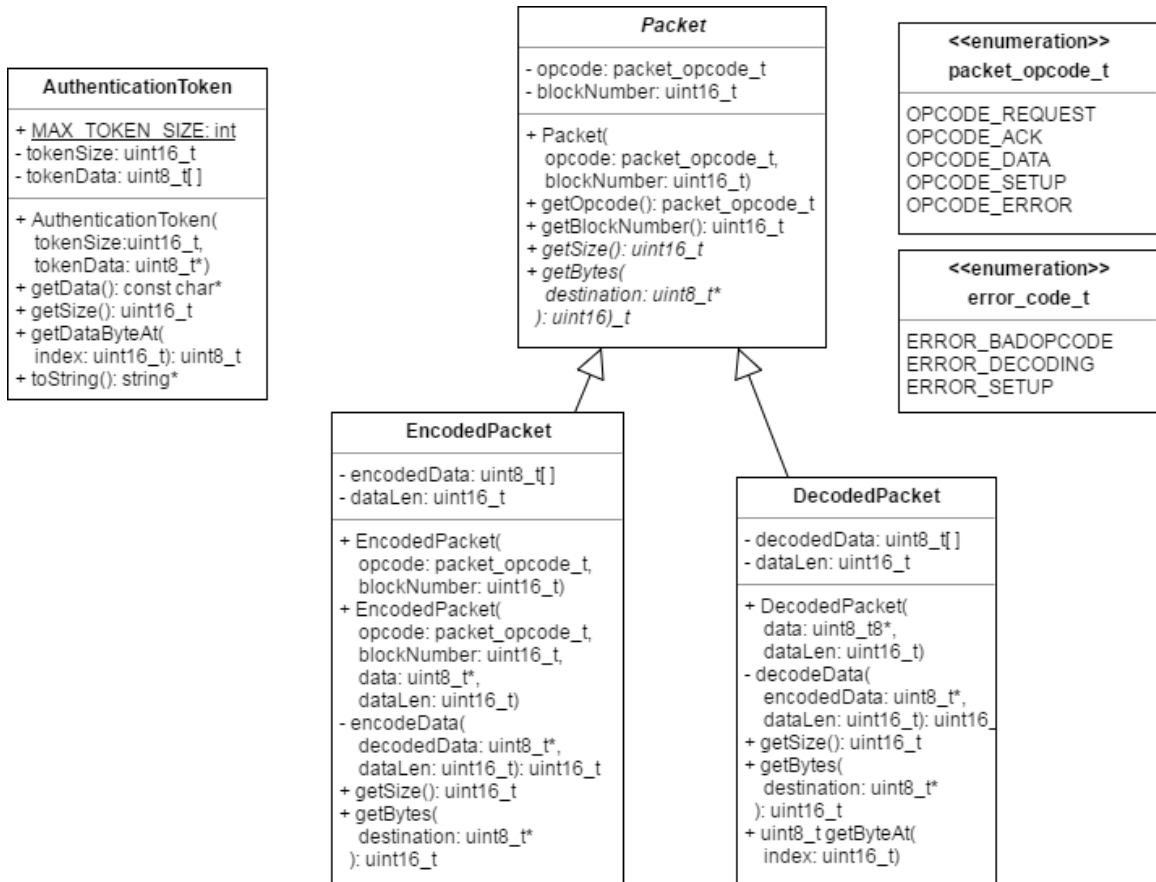 AuthenticationToken
+ MAX_TOKEN_SIZE: int
- tokenSize: uint16_t
- tokenData: uint8_t[ ]
+ AuthenticationToken(
tokenSize:uint16_t,
tokenData: uint8_t*)
+ getData(): const char*
+ getSize(): uint16_t
+ getDataByteAt(
index: uint16_t): uint8_t
+ toString(): string*
Packet
- opcode: packet_opcode_t
- blockNumber: uint16_t
+ Packet(
opcode: packet_opcode_t,
blockNumber: uint16_t)
+ getOpcode(): packet_opcode_t
+ getBlockNumber(): uint16_t
+ getSize(): uint16_t
+ getBytes(
destination: uint8_t*
): uint16)_t
<<enumeration>>
packet_opcode_t
OPCODE_REQUEST
OPCODE_ACK
OPCODE_DATA
OPCODE_SETUP
OPCODE_ERROR
<<enumeration>>
error_code_t
ERROR_BADOPCODE
ERROR_DECODING
ERROR_SETUP
EncodedPacket
- encodedData: uint8_t[ ]
- dataLen: uint16_t
+ EncodedPacket(
opcode: packet_opcode_t,
blockNumber: uint16_t)
+ EncodedPacket(
opcode: packet_opcode_t,
blockNumber: uint16_t,
data: uint8_t*,
dataLen: uint16_t)
- encodeData(
decodedData: uint8_t*,
dataLen: uint16_t): uint16_t
+ getSize(): uint16_t
+ getBytes(
destination: uint8_t*
): uint16_t
DecodedPacket
- decodedData: uint8_t[ ]
- dataLen: uint16_t
+ DecodedPacket(
data: uint8_t8*,
dataLen: uint16_t)
- decodeData(
encodedData: uint8_t*,
dataLen: uint16_t): uint16_
+ getSize(): uint16_t
+ getBytes(
destination: uint8_t*
): uint16_t
+ uint8_t getByteAt(
index: uint16_t)